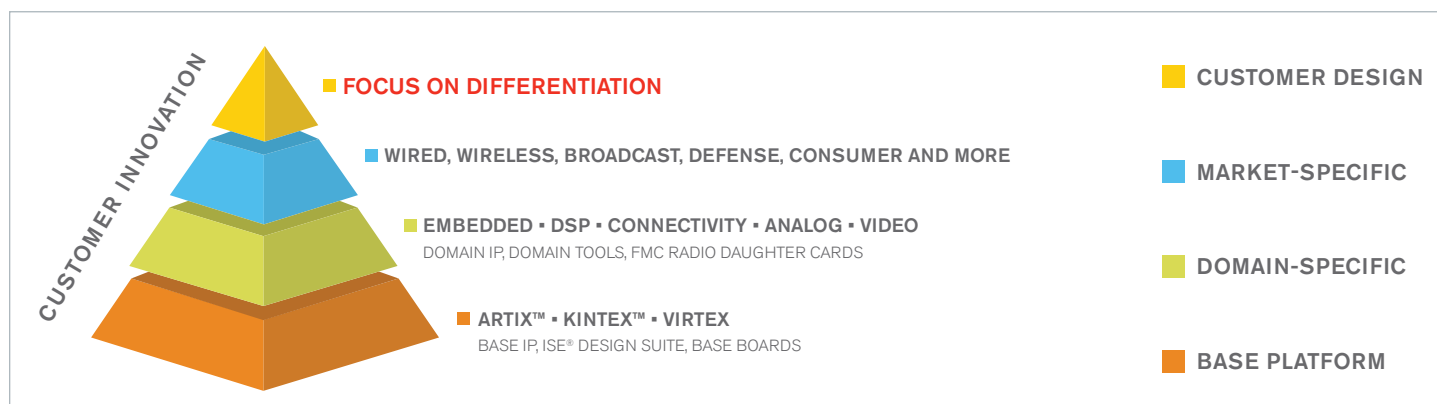 CUSTOMER INNOVATION
FOCUS ON DIFFERENTIATION
WIRED, WIRELESS, BROADCAST, DEFENSE, CONSUMER AND MORE
EMBEDDED ▪ DSP ▪ CONNECTIVITY ▪ ANALOG ▪ VIDEO
DOMAIN IP, DOMAIN TOOLS, FMC RADIO DAUGHTER CARDS
ARTIX™ ▪ KINTEX™ ▪ VIRTEX
BASE IP, ISE® DESIGN SUITE, BASE BOARDS
CUSTOMER DESIGN
MARKET-SPECIFIC
DOMAIN-SPECIFIC
BASE PLATFORM